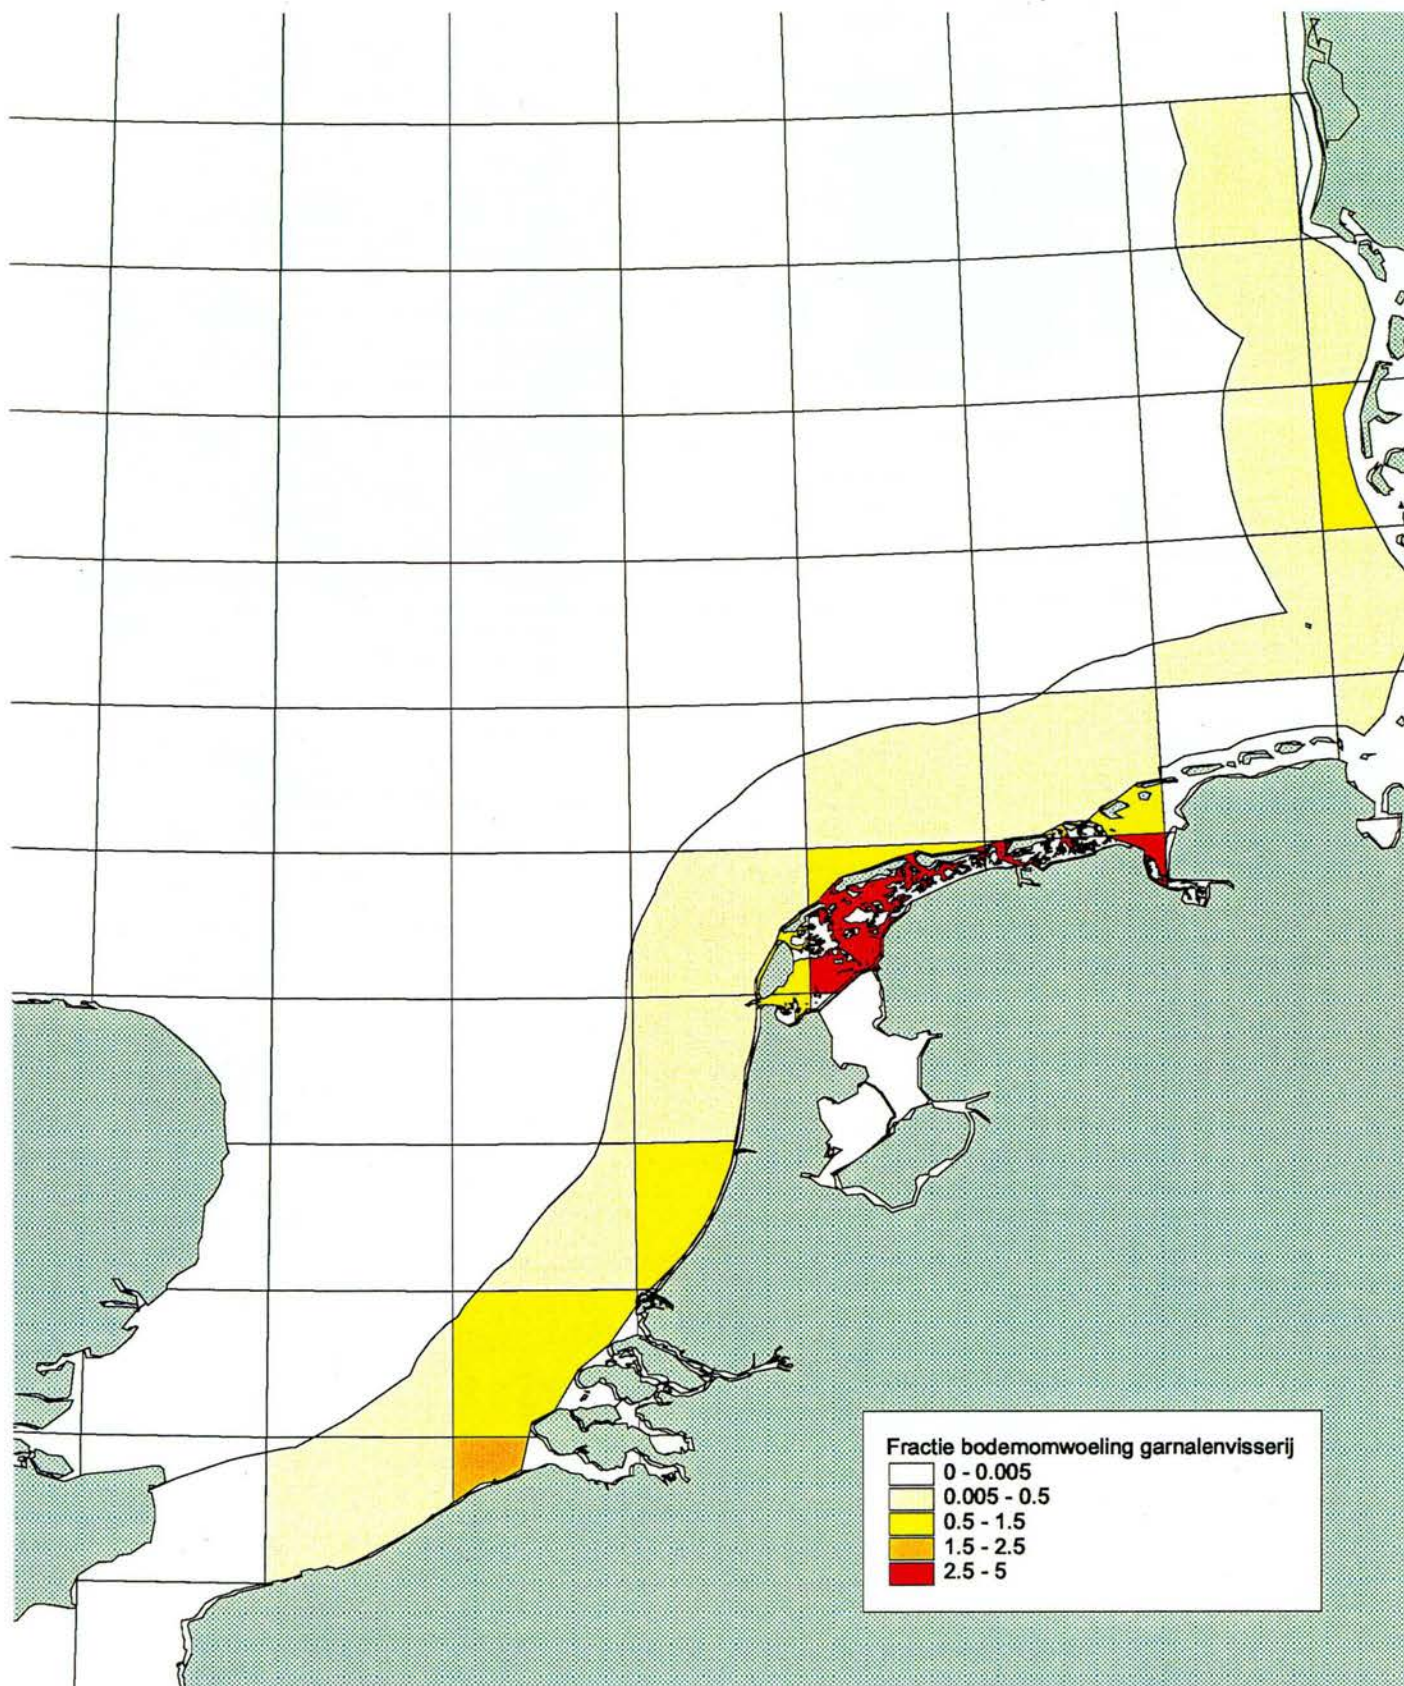 Fractie bodemomwoeling garnalenvisserij
0 - 0.005
0.005 - 0.5
0.5 - 1.5
1.5 - 2.5
2.5 - 5